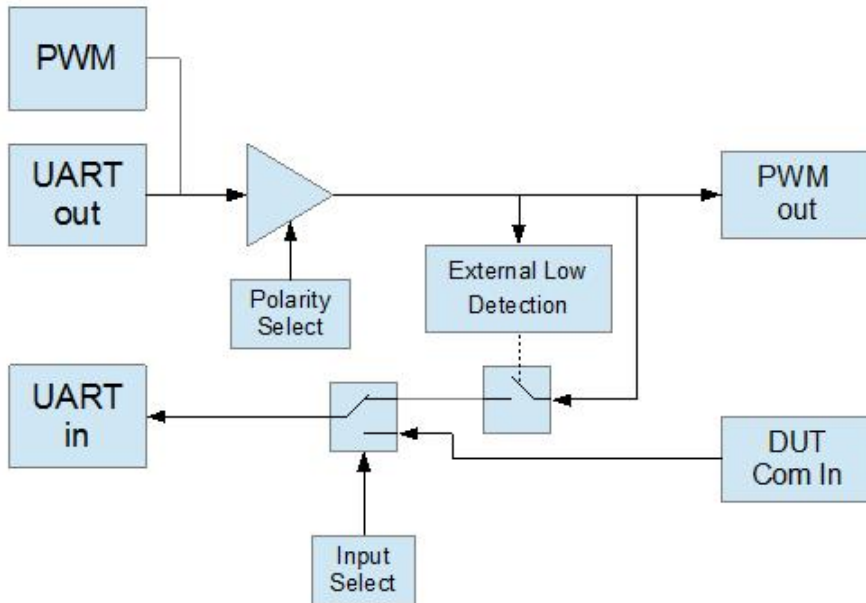 PWM
UART
out
PWM
out
External Low
Detection
Polarity
Select
UART
in
DUT
Com In
Input
Select